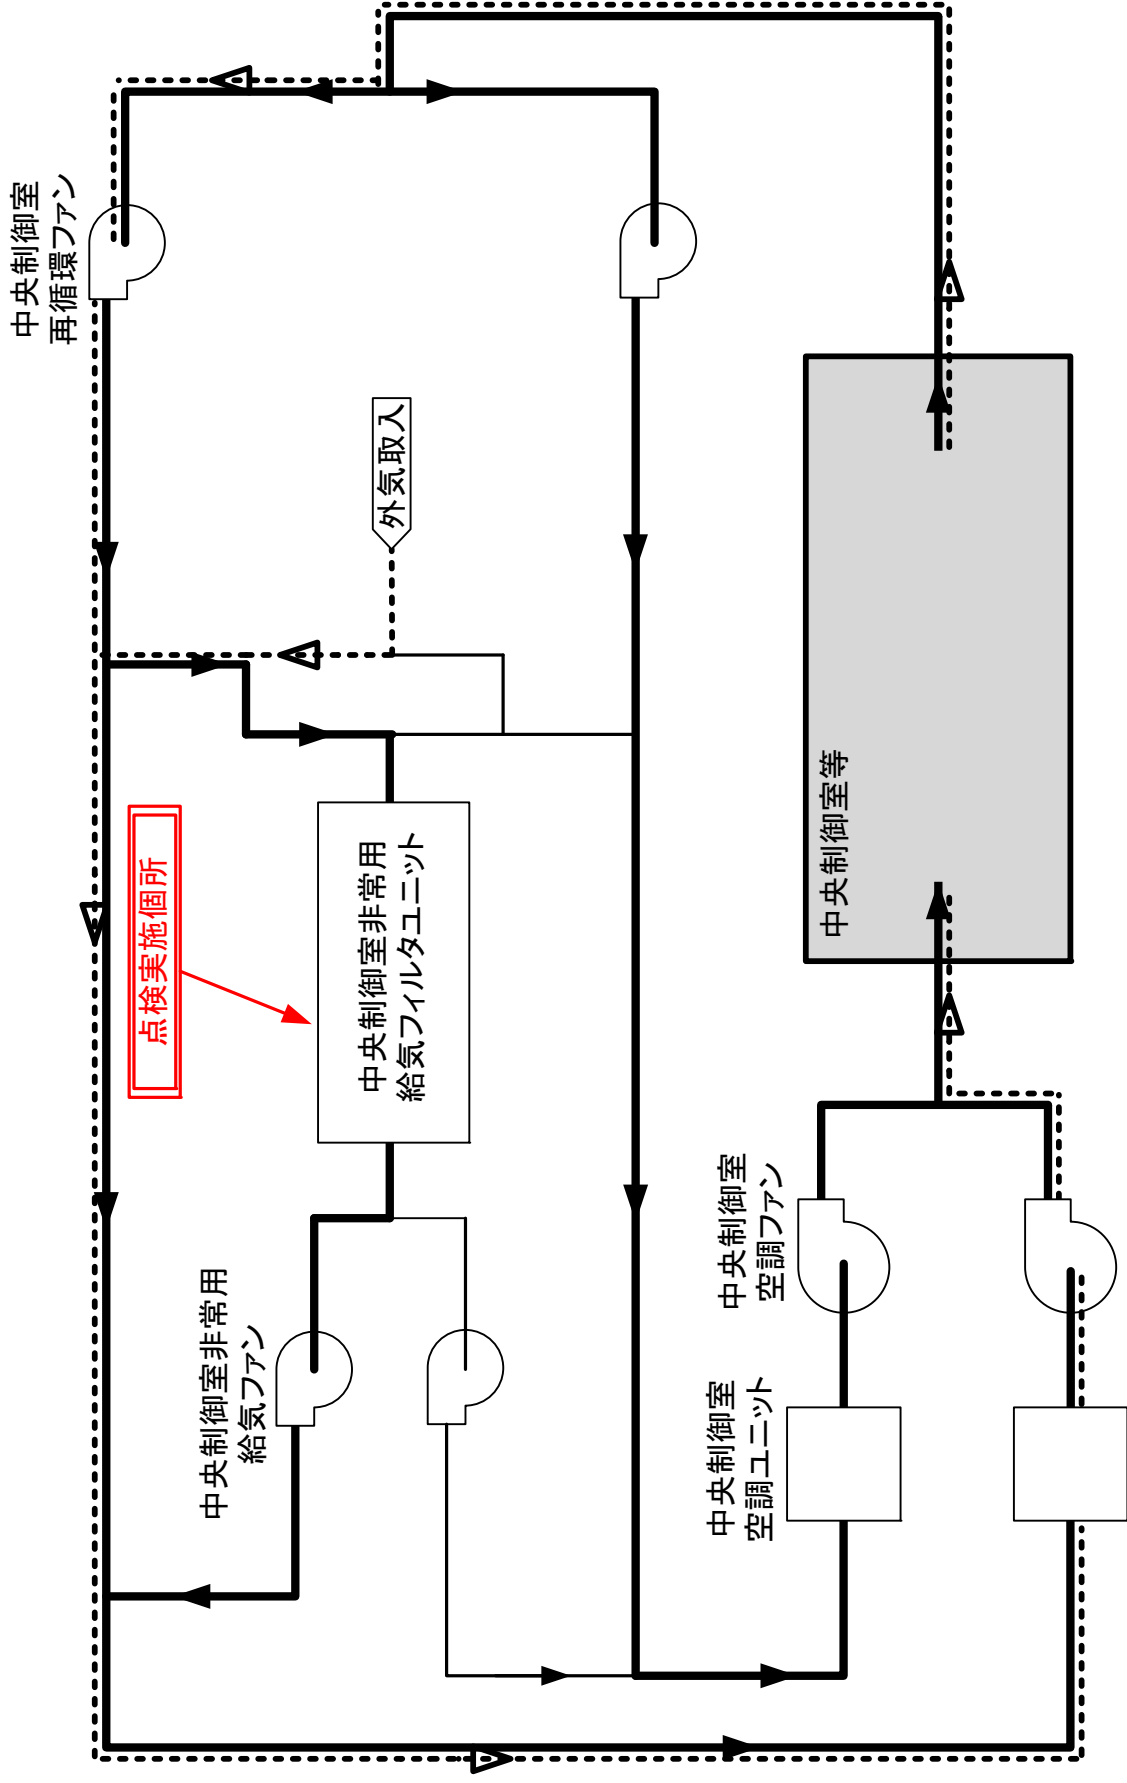 中央制御室
再循環ファン
外気取入
点検実施個所
中央制御室非常用
給気フィルタユニット
中央制御室等
中央制御室非常用
給気ファン
中央制御室
空調ファン
中央制御室
空調ユニット